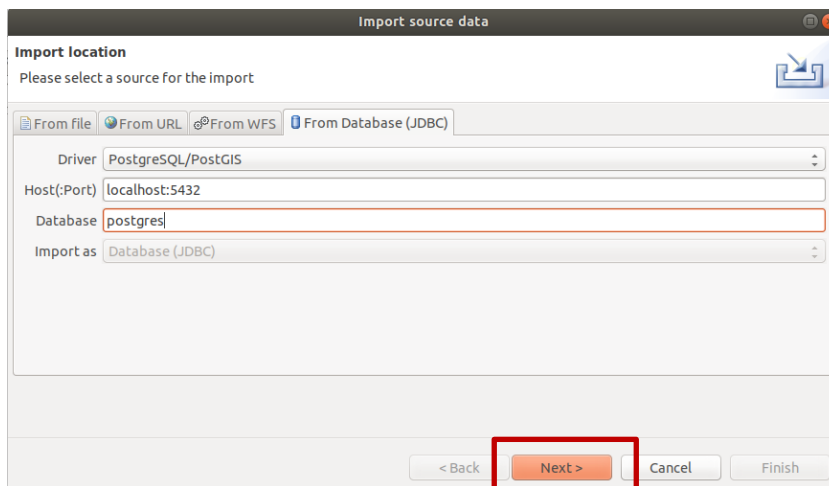 Import source data
Import location
Please select a source for the import
From file From URL From WFS From Database (JDBC)
Driver PostgreSQL/PostGIS
Host(:Port) localhost:5432
Database postgres
Import as Database (JDBC)
< Back Next > Cancel Finish